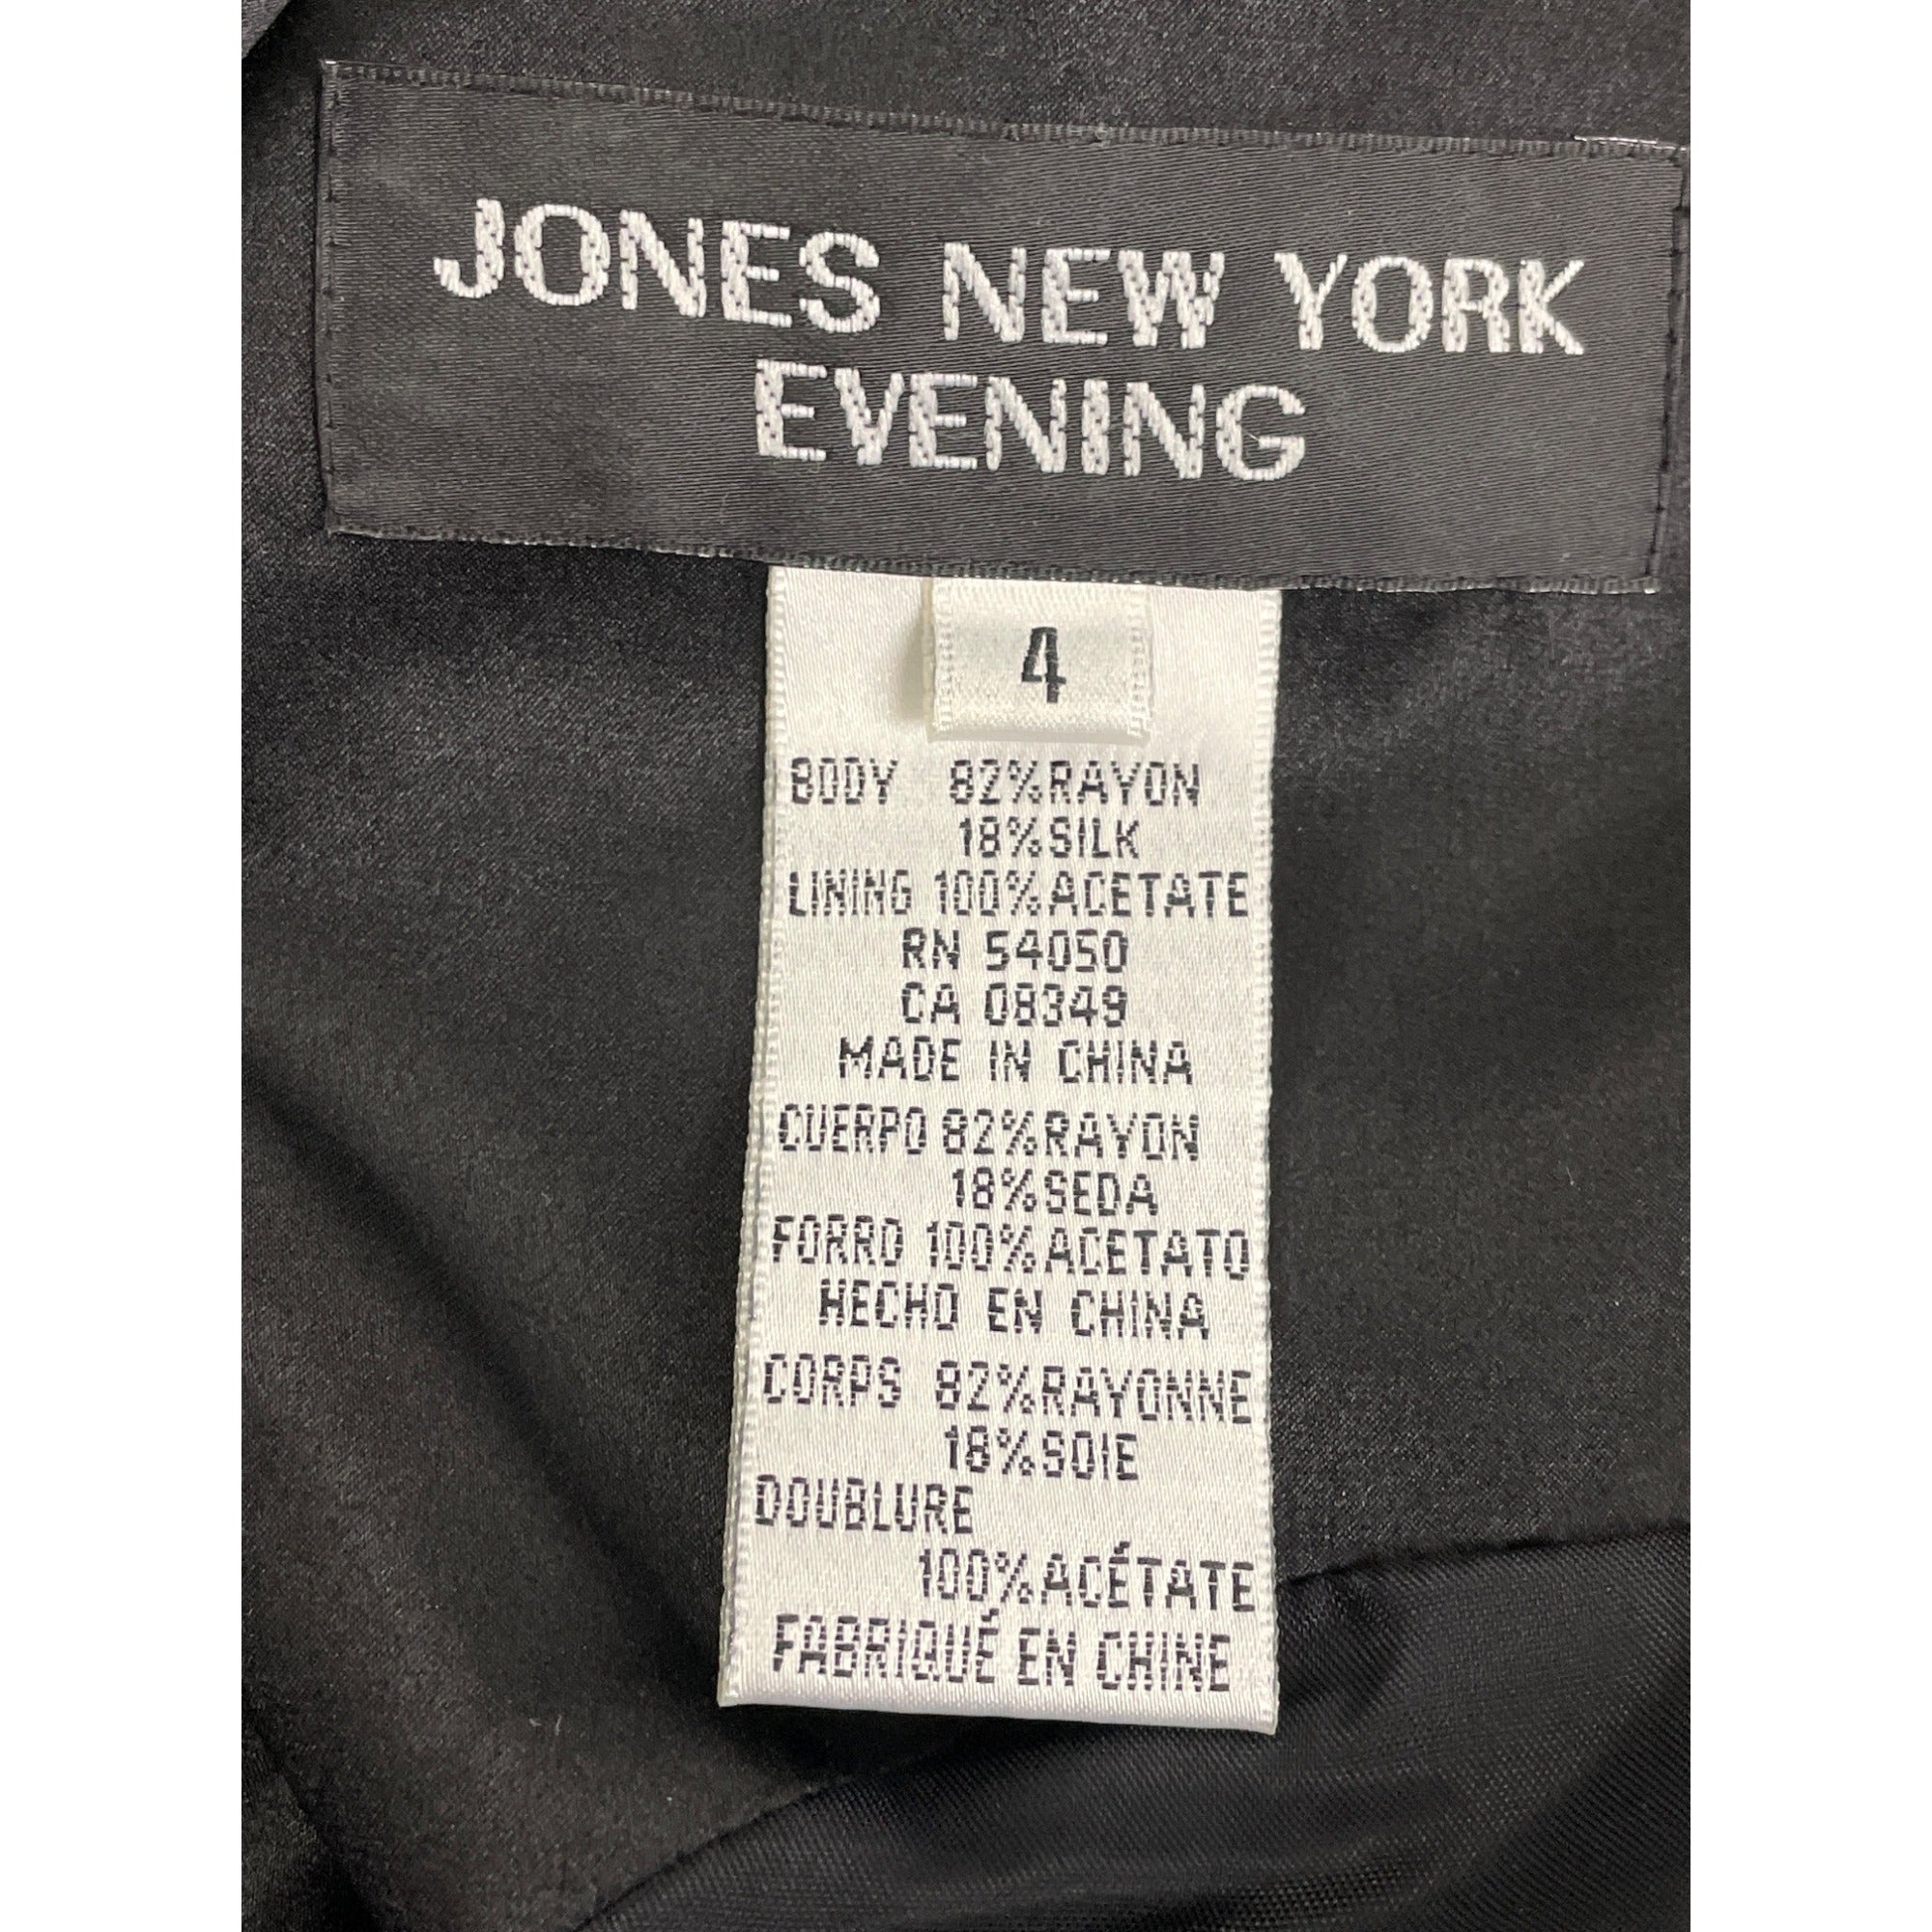 JONES NEW YORK
EVENING
4
BODY 82%RAYON
18%SILK
LINING 100%ACETATE
RN 54050
CA 08349
MADE IN CHINA
CUERPO 82%RAYON
18%SEDA
FORRO 100%ACETATO
HECHO EN CHINA
CORPS 82%RAYONNE
18%SOIE
DOUBLURE
100%ACÉTATE
FABRIQUÉ EN CHINE